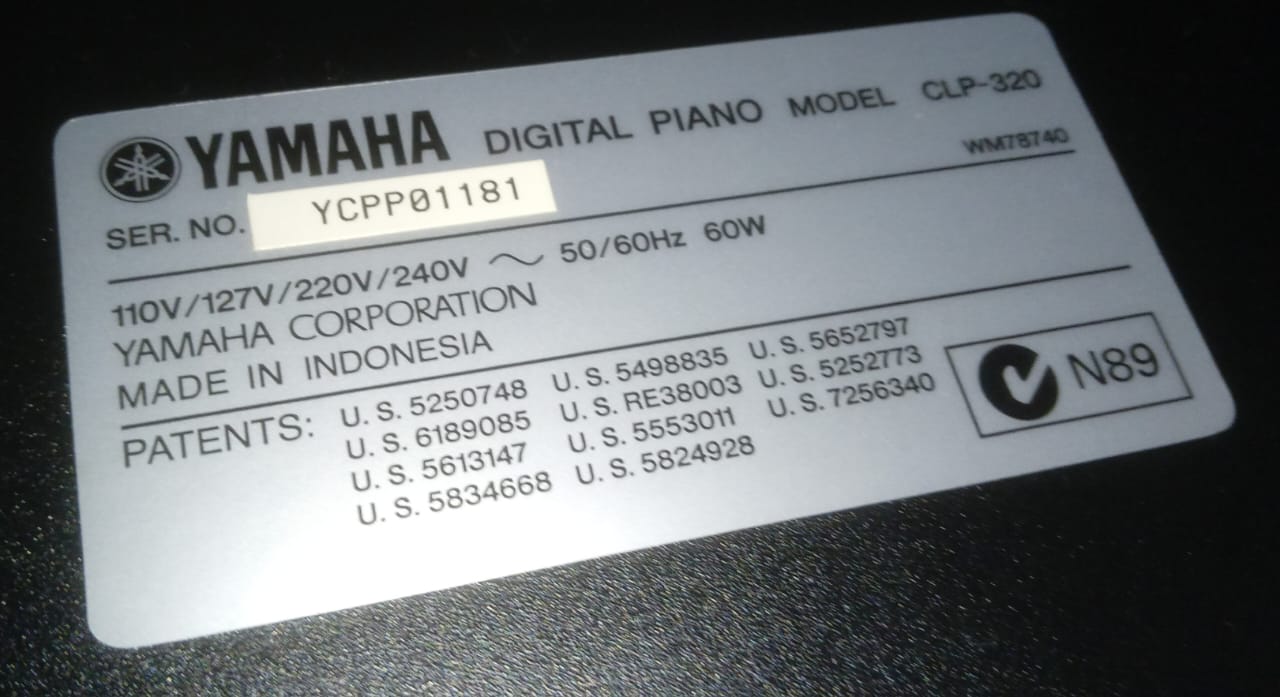 YAMAHA DIGITAL PIANO MODEL CLP-320
WM78740
SER. NO. YCPP01181
110V/127V/220V/240V ～ 50/60Hz 60W
YAMAHA CORPORATION
MADE IN INDONESIA
PATENTS: U. S. 5250748 U. S. 5498835 U. S. 5652797
U. S. 6189085 U. S. RE38003 U. S. 5252773
U. S. 5613147 U. S. 5553011 U. S. 7256340
U. S. 5834668 U. S. 5824928
N89